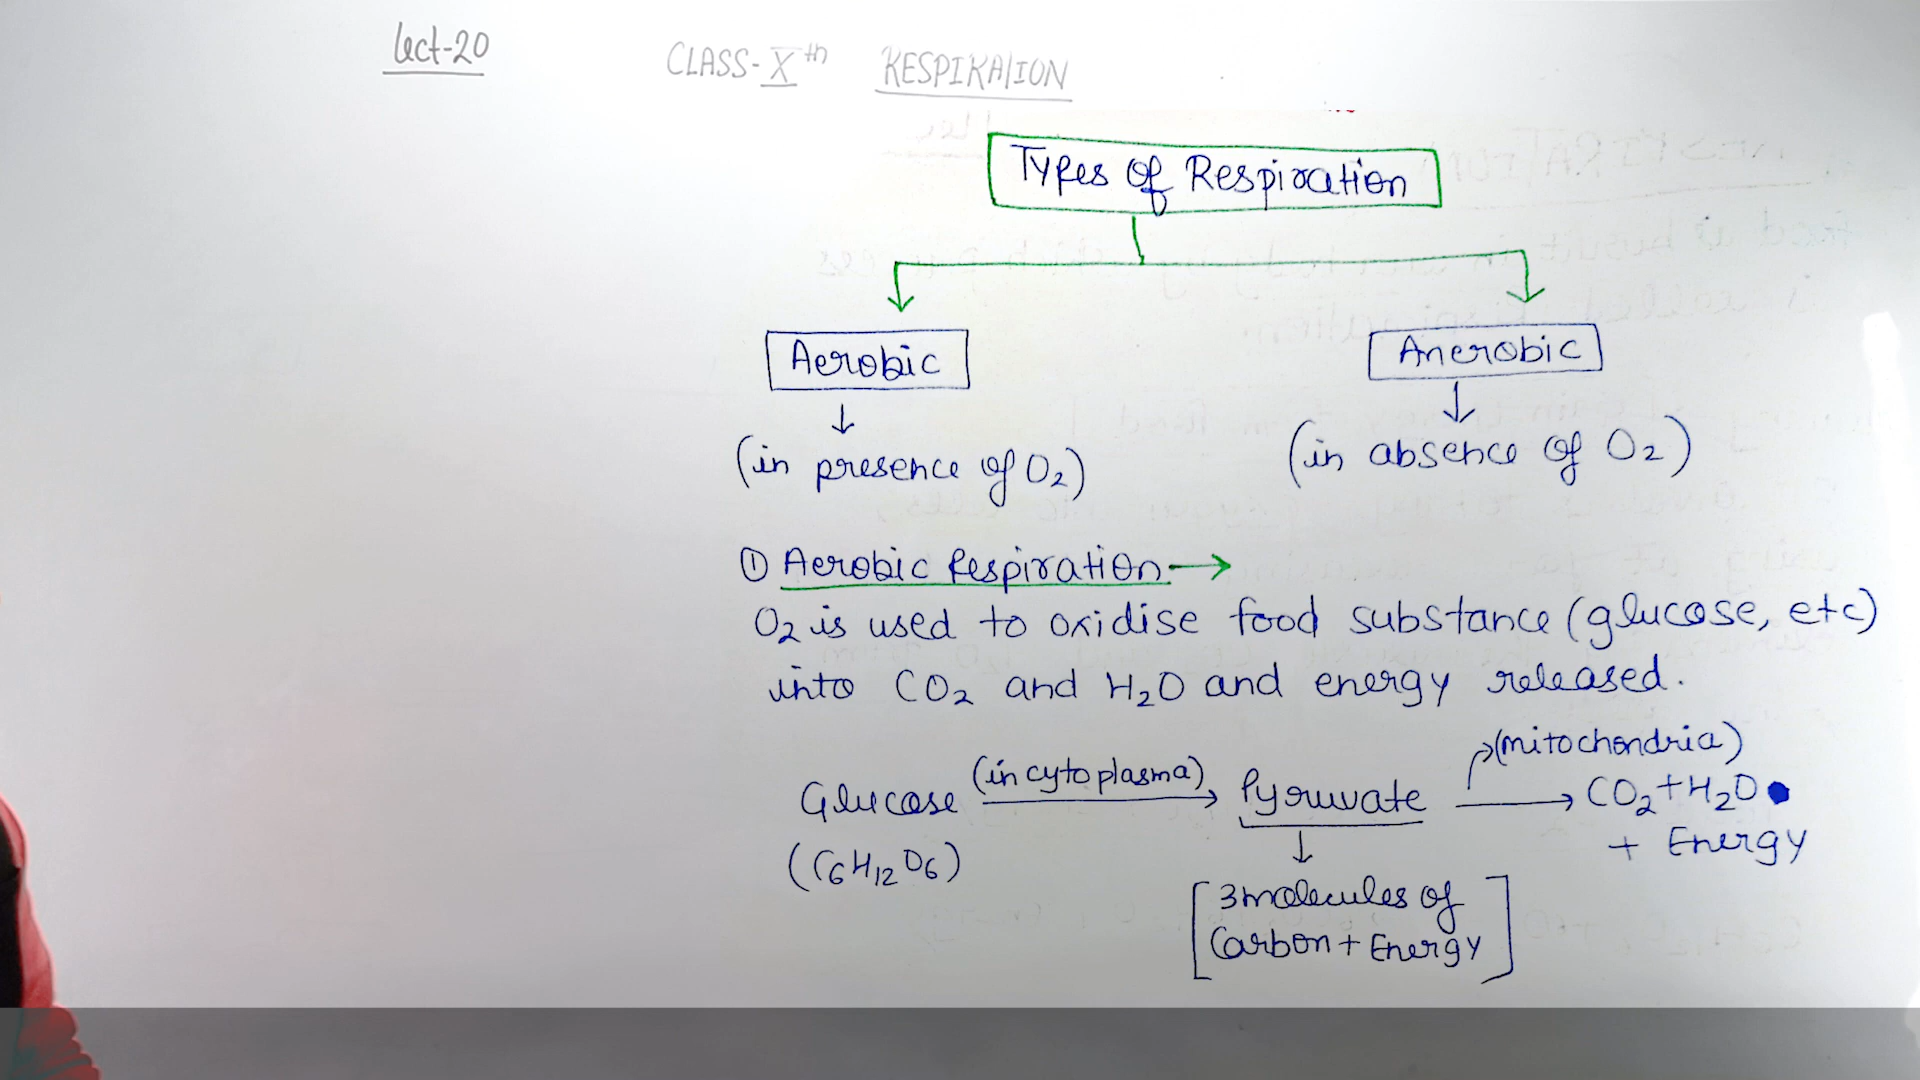 Lect-20
CLASS-Xth RESPIRATION
Types of Respiration
Aerobic
Anerobic
(in presence of O2)
(in absence of O2)
① Aerobic Respiration →
O2 is used to oxidise food substance (glucose, etc)
into CO2 and H2O and energy released.
(mitochondria)
Glucose (in cytoplasma) → Pyruvate → CO2+H2O
+ Energy
(C6H12O6)
[3 molecules of
Carbon + Energy]